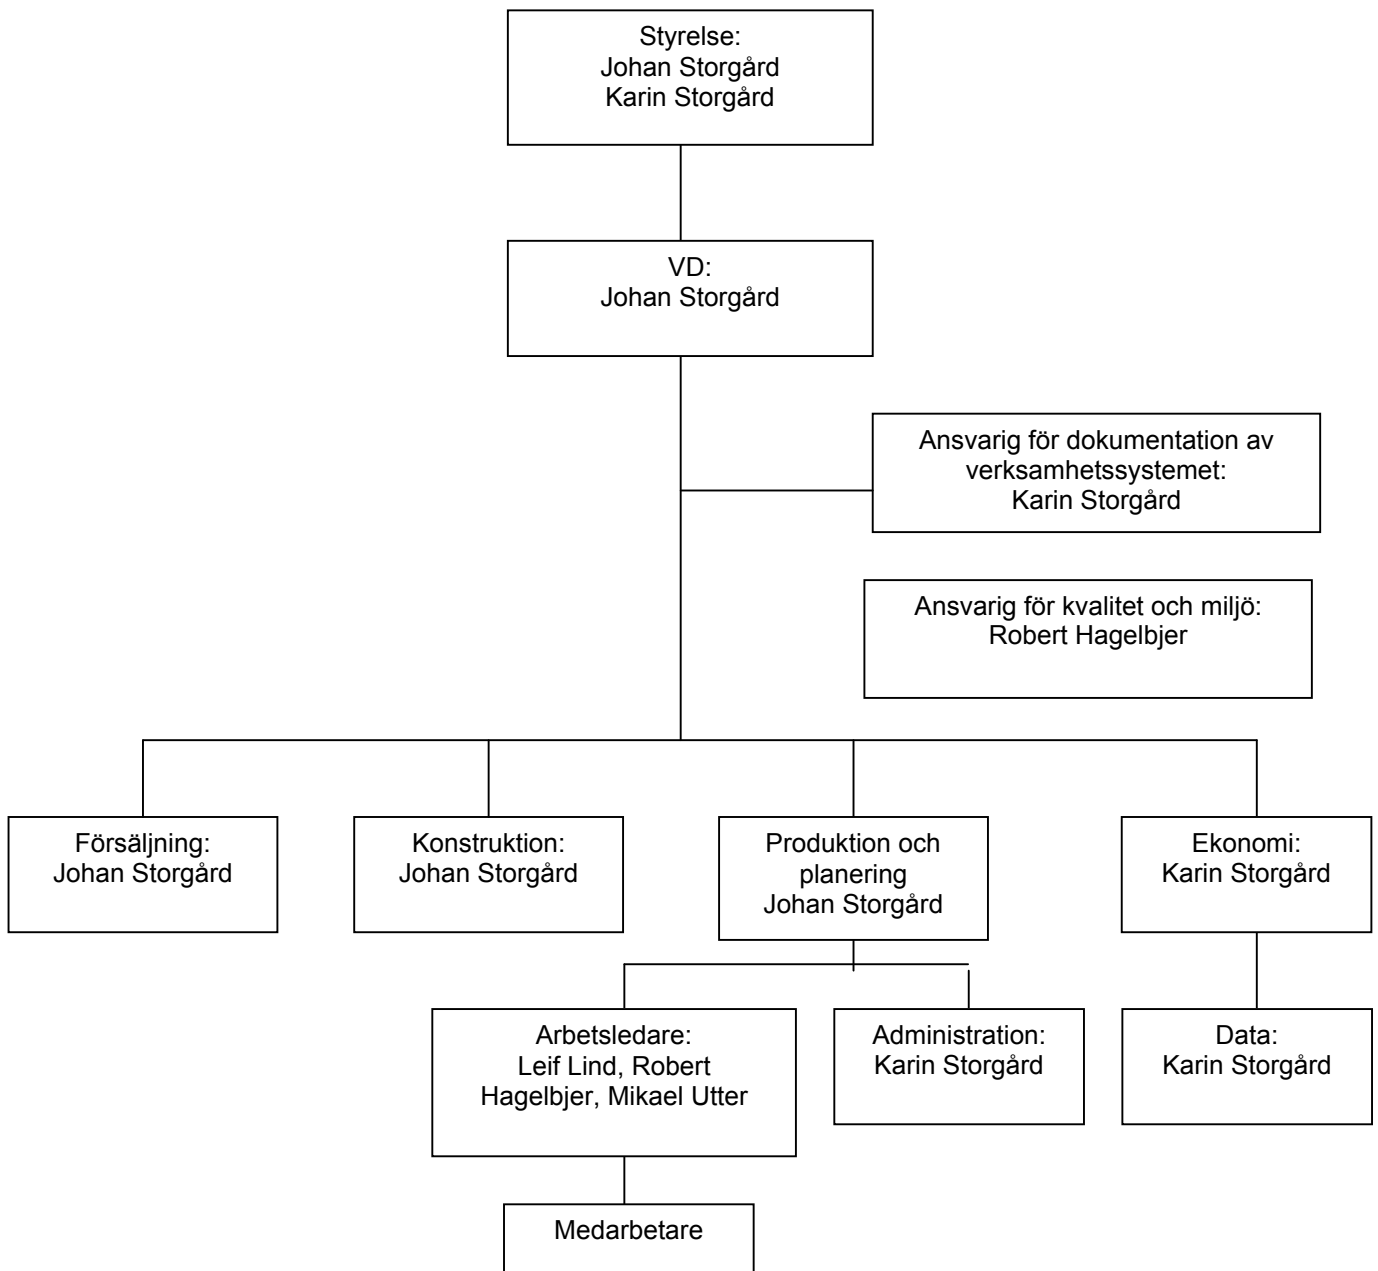 Styrelse:
Johan Storgård
Karin Storgård
VD:
Johan Storgård
Ansvarig för dokumentation av
verksamhetssystemet:
Karin Storgård
Ansvarig för kvalitet och miljö:
Robert Hagelbjer
Försäljning:
Johan Storgård
Konstruktion:
Johan Storgård
Produktion och
planering
Johan Storgård
Ekonomi:
Karin Storgård
Arbetsledare:
Leif Lind, Robert
Hagelbjer, Mikael Utter
Administration:
Karin Storgård
Data:
Karin Storgård
Medarbetare